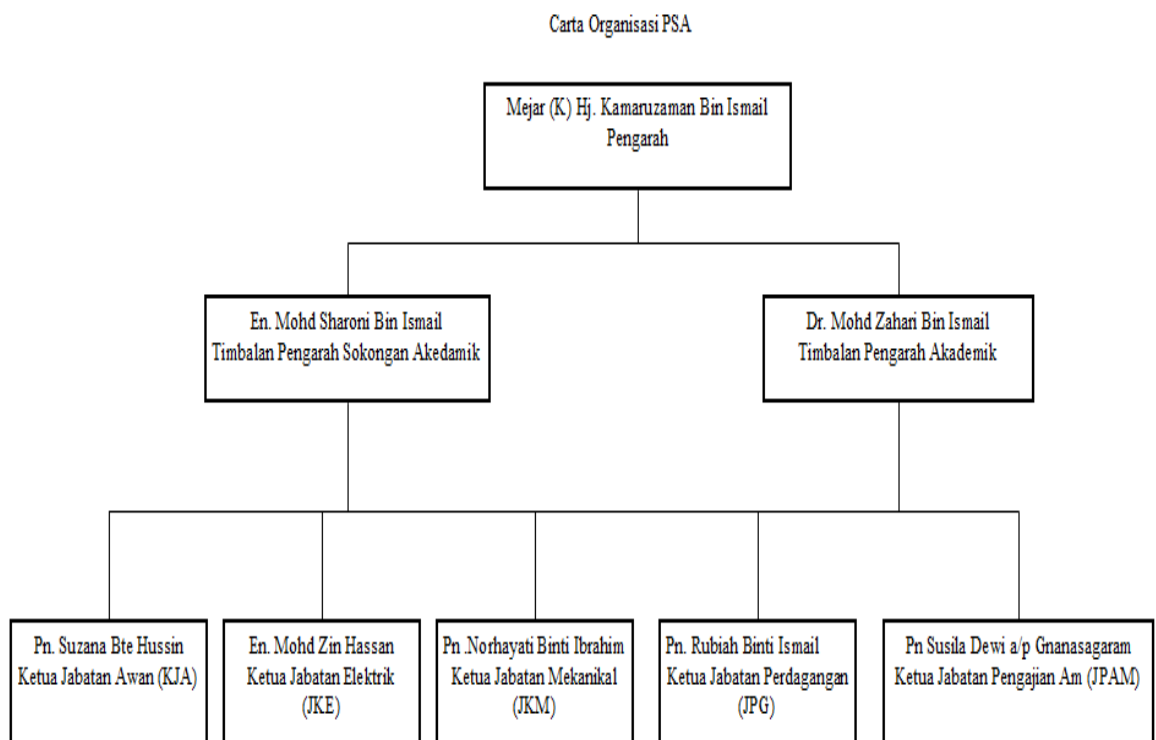 Carta Organisasi PSA
Mejar (K) Hj. Kamaruzaman Bin Ismail
Pengarah
En. Mohd Sharoni Bin Ismail
Timbalan Pengarah Sokongan Akedamik
Dr. Mohd Zahari Bin Ismail
Timbalan Pengarah Akademik
Pn. Suzana Bte Hussin
Ketua Jabatan Awan (KJA)
En. Mohd Zin Hassan
Ketua Jabatan Elektrik
(JKE)
Pn .Norhayati Binti Ibrahim
Ketua Jabatan Mekanikal
(JKM)
Pn. Rubiah Binti Ismail
Ketua Jabatan Perdagangan
(JPG)
Pn Susila Dewi a/p Gnanasagaram
Ketua Jabatan Pengajian Am (JPAM)